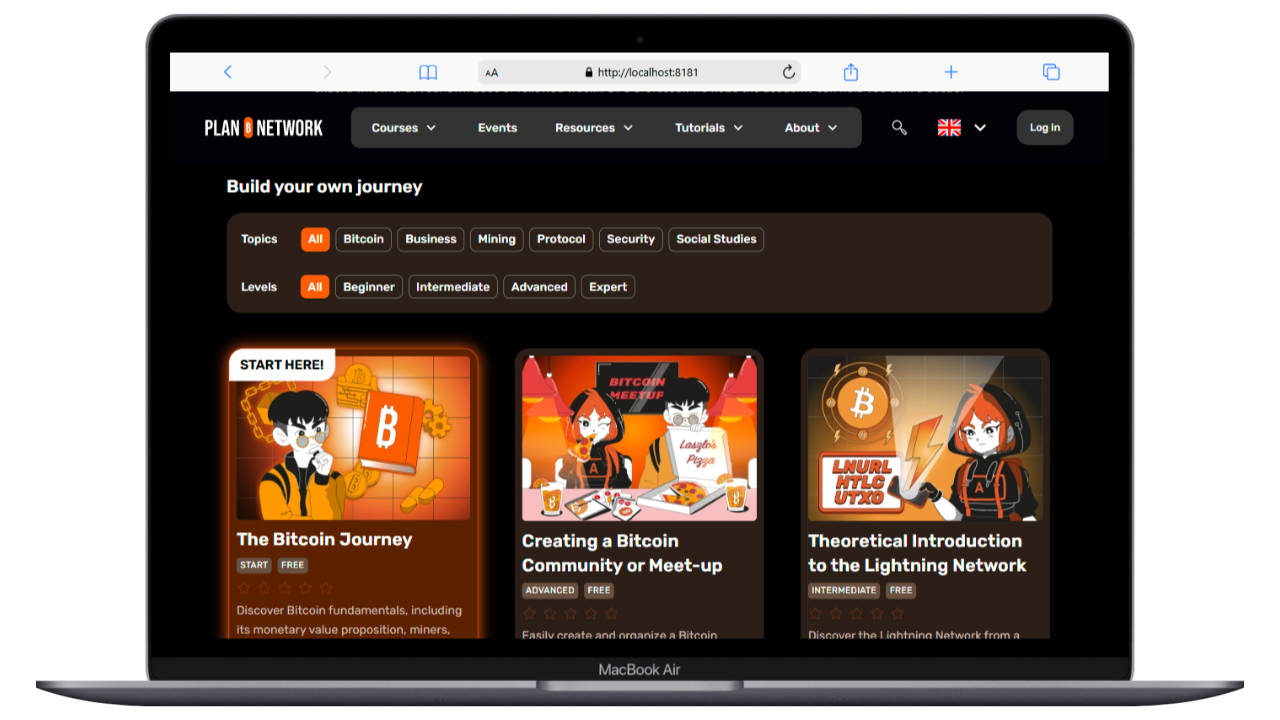 AA http://localhost:8181
PLAN B NETWORK Courses Events Resources Tutorials About Log in
Build your own journey
Topics All Bitcoin Business Mining Protocol Security Social Studies
Levels All Beginner Intermediate Advanced Expert
START HERE!
BITCOIN
MEETUP
Laszlo's
Pizza
A
LNURL
HTLC
UTXO
A
The Bitcoin Journey
START FREE
Discover Bitcoin fundamentals, including
its monetary value proposition, miners,
Creating a Bitcoin
Community or Meet-up
ADVANCED FREE
Easily create and organize a Bitcoin
Theoretical Introduction
to the Lightning Network
INTERMEDIATE FREE
Discover the Lightning Network from a
MacBook Air